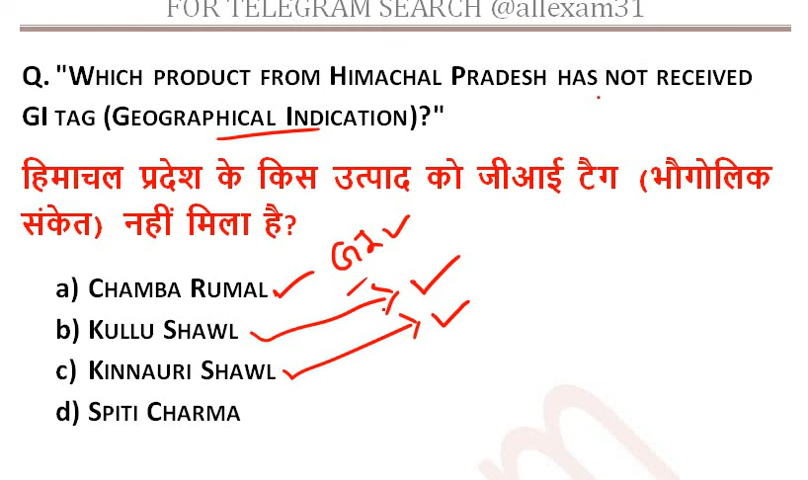 FOR TELEGRAM SEARCH @allexam31
Q. "WHICH PRODUCT FROM HIMACHAL PRADESH HAS NOT RECEIVED
GI TAG (GEOGRAPHICAL INDICATION)?"
हिमाचल प्रदेश के किस उत्पाद को जीआई टैग (भौगोलिक
संकेत) नहीं मिला है?
GI
a) CHAMBA RUMAL
b) KULLU SHAWL
c) KINNAURI SHAWL
d) SPITI CHARMA